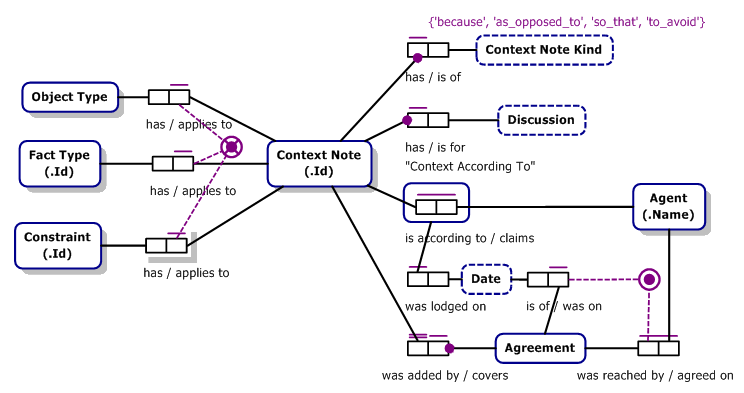 {'because', 'as_opposed_to', 'so_that', 'to_avoid'}
Context Note Kind
has / is of
Object Type
has / applies to
Discussion
has / is for
"Context According To"
Fact Type
(.Id)
has / applies to
Context Note
(.Id)
Agent
(.Name)
is according to / claims
Constraint
(.Id)
has / applies to
Date
was lodged on
is of / was on
Agreement
was added by / covers
was reached by / agreed on